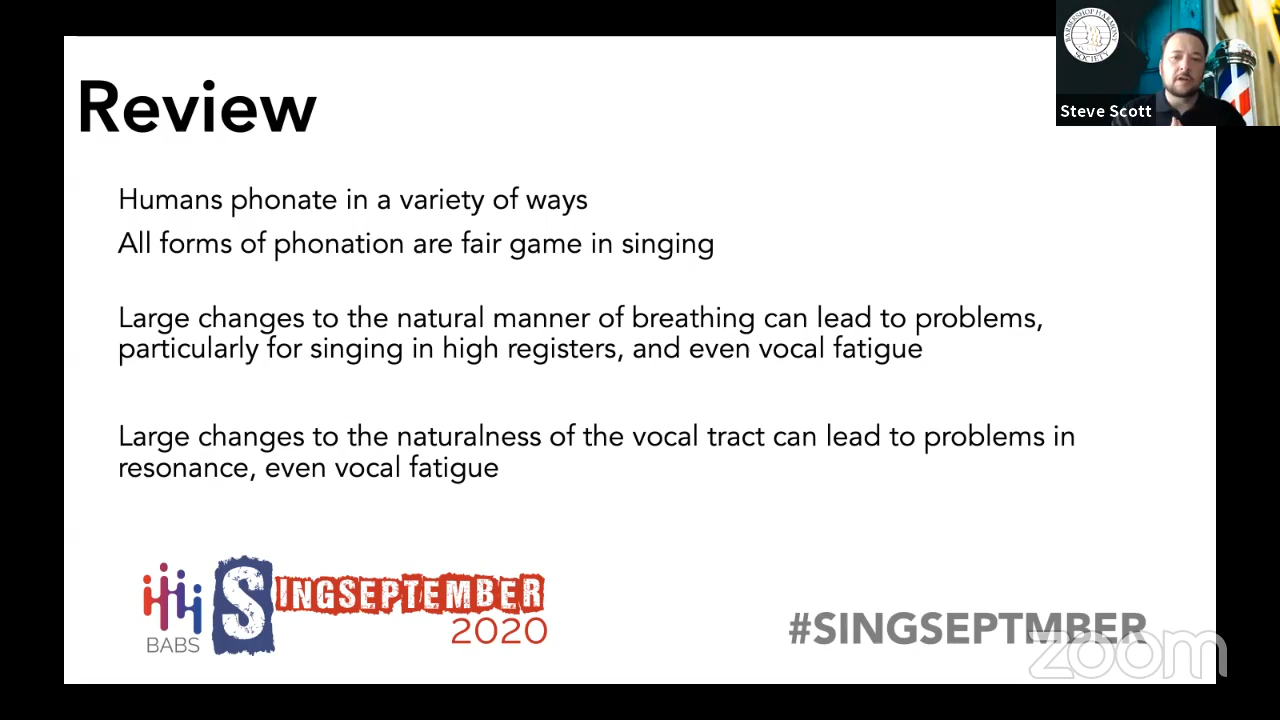 Review
BARBERSHOP HARMONY SOCIETY
Steve Scott
Humans phonate in a variety of ways
All forms of phonation are fair game in singing
Large changes to the natural manner of breathing can lead to problems,
particularly for singing in high registers, and even vocal fatigue
Large changes to the naturalness of the vocal tract can lead to problems in
resonance, even vocal fatigue
BABS
SINGSEPTEMBER
2020
#SINGSEPTMBER
zoom